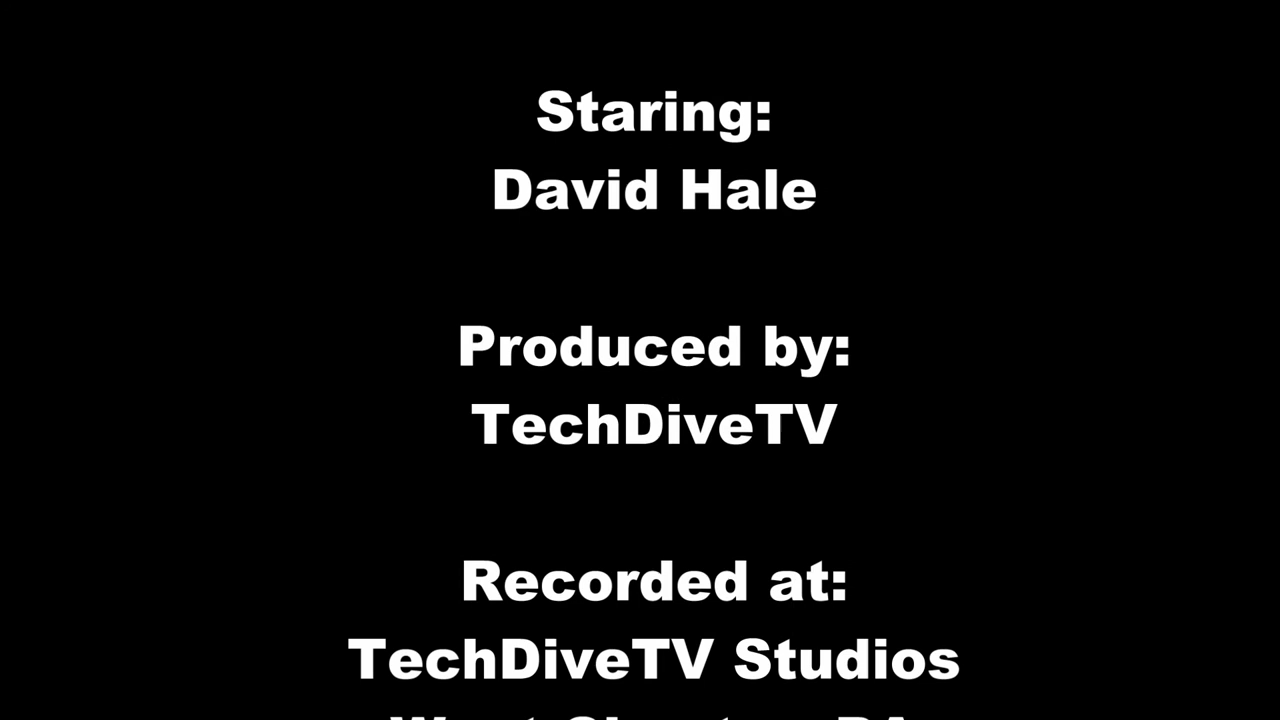 Staring:
David Hale
Produced by:
TechDiveTV
Recorded at:
TechDiveTV Studios